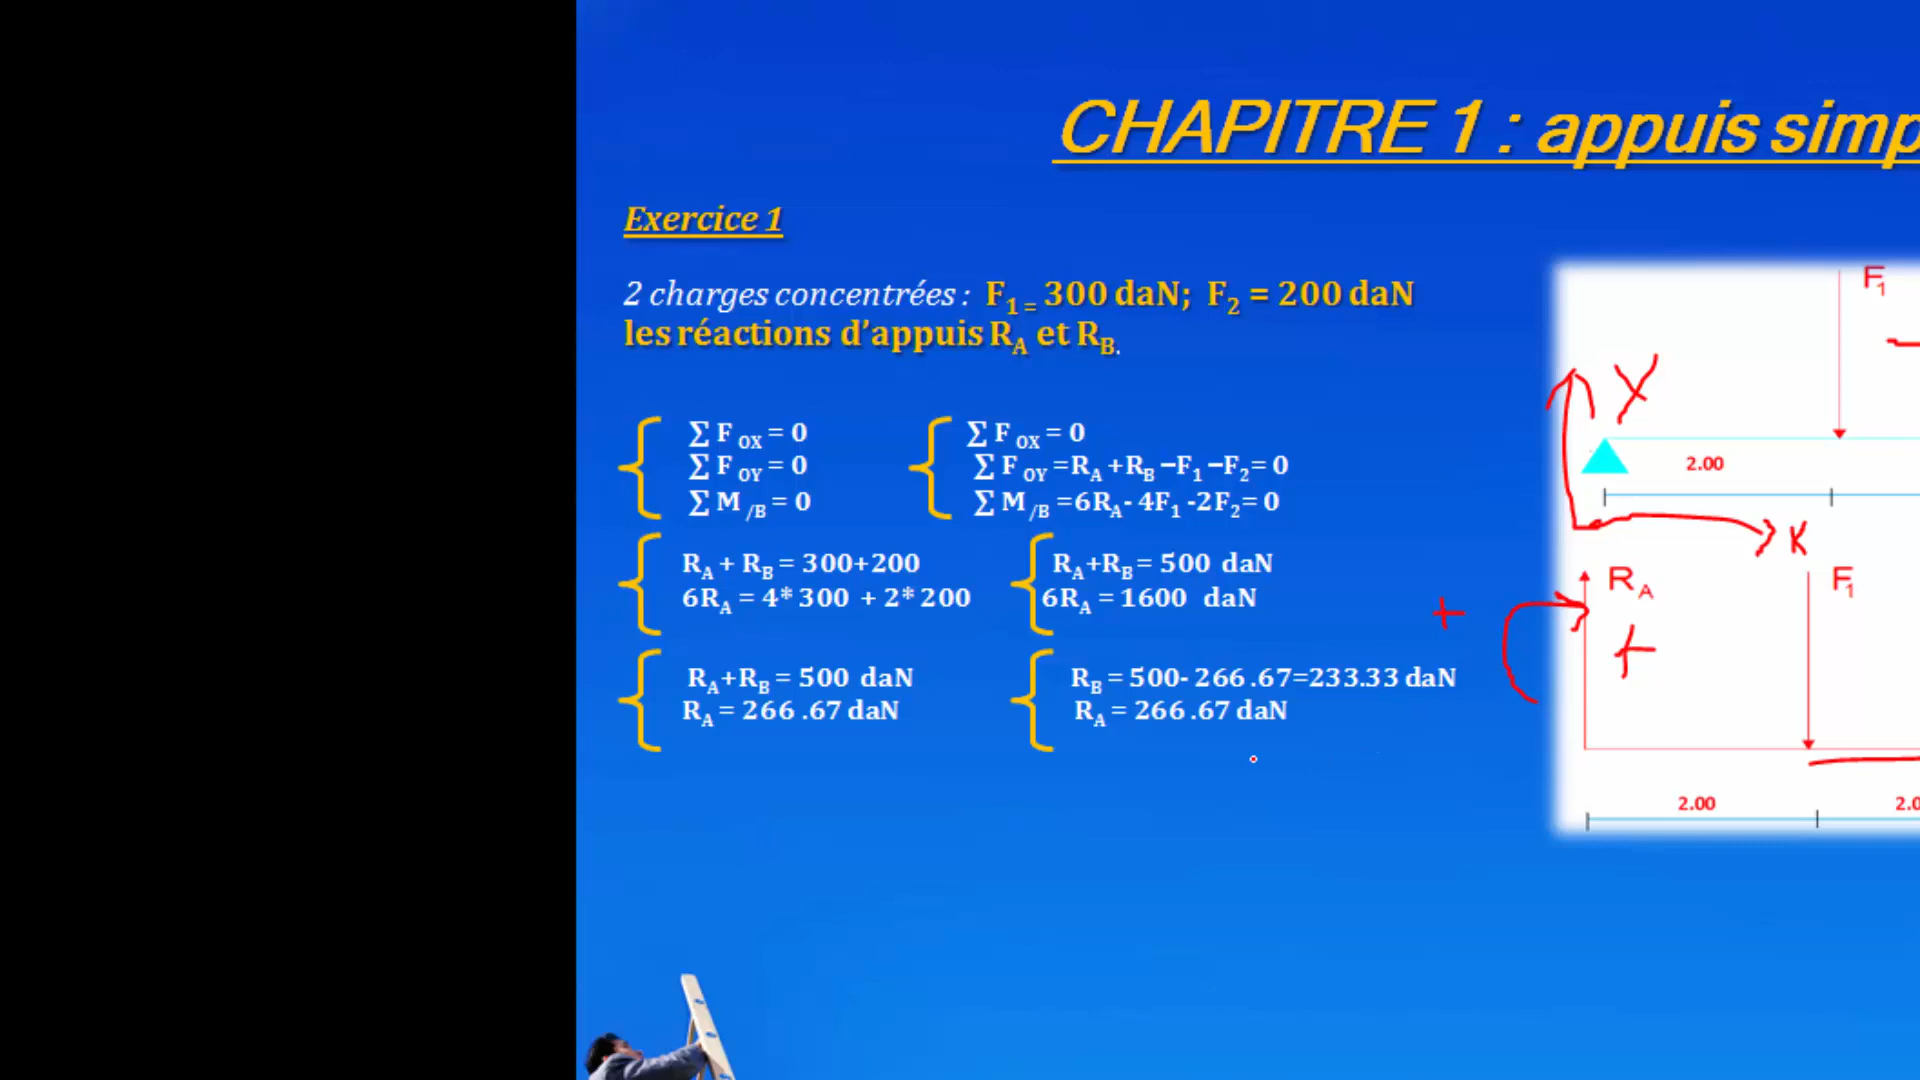 CHAPITRE 1 : appuis simp
Exercice 1
2 charges concentrées : F1 = 300 daN; F2 = 200 daN
les réactions d'appuis RA et RB.
∑ F OX = 0
∑ F OY = 0
∑ M /B = 0
∑ F OX = 0
∑ F OY =RA +RB −F1 −F2= 0
∑ M /B =6RA- 4F1 -2F2= 0
RA + RB = 300+200
6RA = 4* 300 + 2* 200
RA+RB = 500 daN
6RA = 1600 daN
RA+RB = 500 daN
RA = 266 .67 daN
RB = 500- 266 .67=233.33 daN
RA = 266 .67 daN
F1
Y
2.00
RA
F1
+
+
2.00
2.0